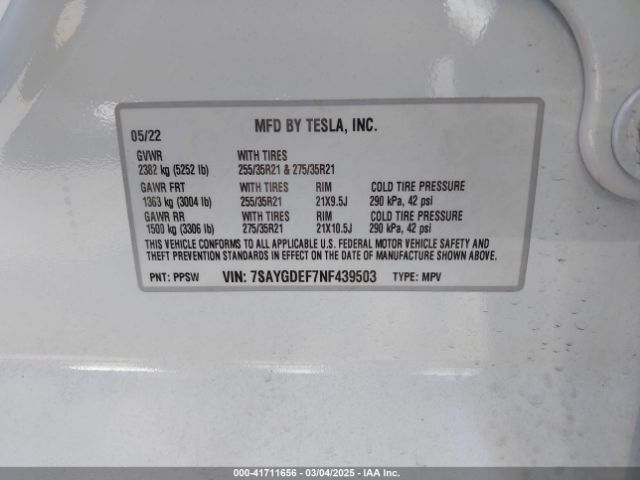 05/22 MFD BY TESLA, INC.
GVWR WITH TIRES
2382 kg (5252 lb) 255/35R21 & 275/35R21
GAWR FRT WITH TIRES RIM COLD TIRE PRESSURE
1363 kg (3004 lb) 255/35R21 21X9.5J 290 kPa, 42 psi
GAWR RR WITH TIRES RIM COLD TIRE PRESSURE
1500 kg (3306 lb) 275/35R21 21X10.5J 290 kPa, 42 psi
THIS VEHICLE CONFORMS TO ALL APPLICABLE U.S. FEDERAL MOTOR VEHICLE SAFETY AND
THEFT PREVENTION STANDARDS IN EFFECT ON THE DATE OF MANUFACTURE SHOWN ABOVE.
PNT: PPSW VIN: 7SAYGDEF7NF439503 TYPE: MPV
000-41711656 — 03/04/2025 — IAA Inc.